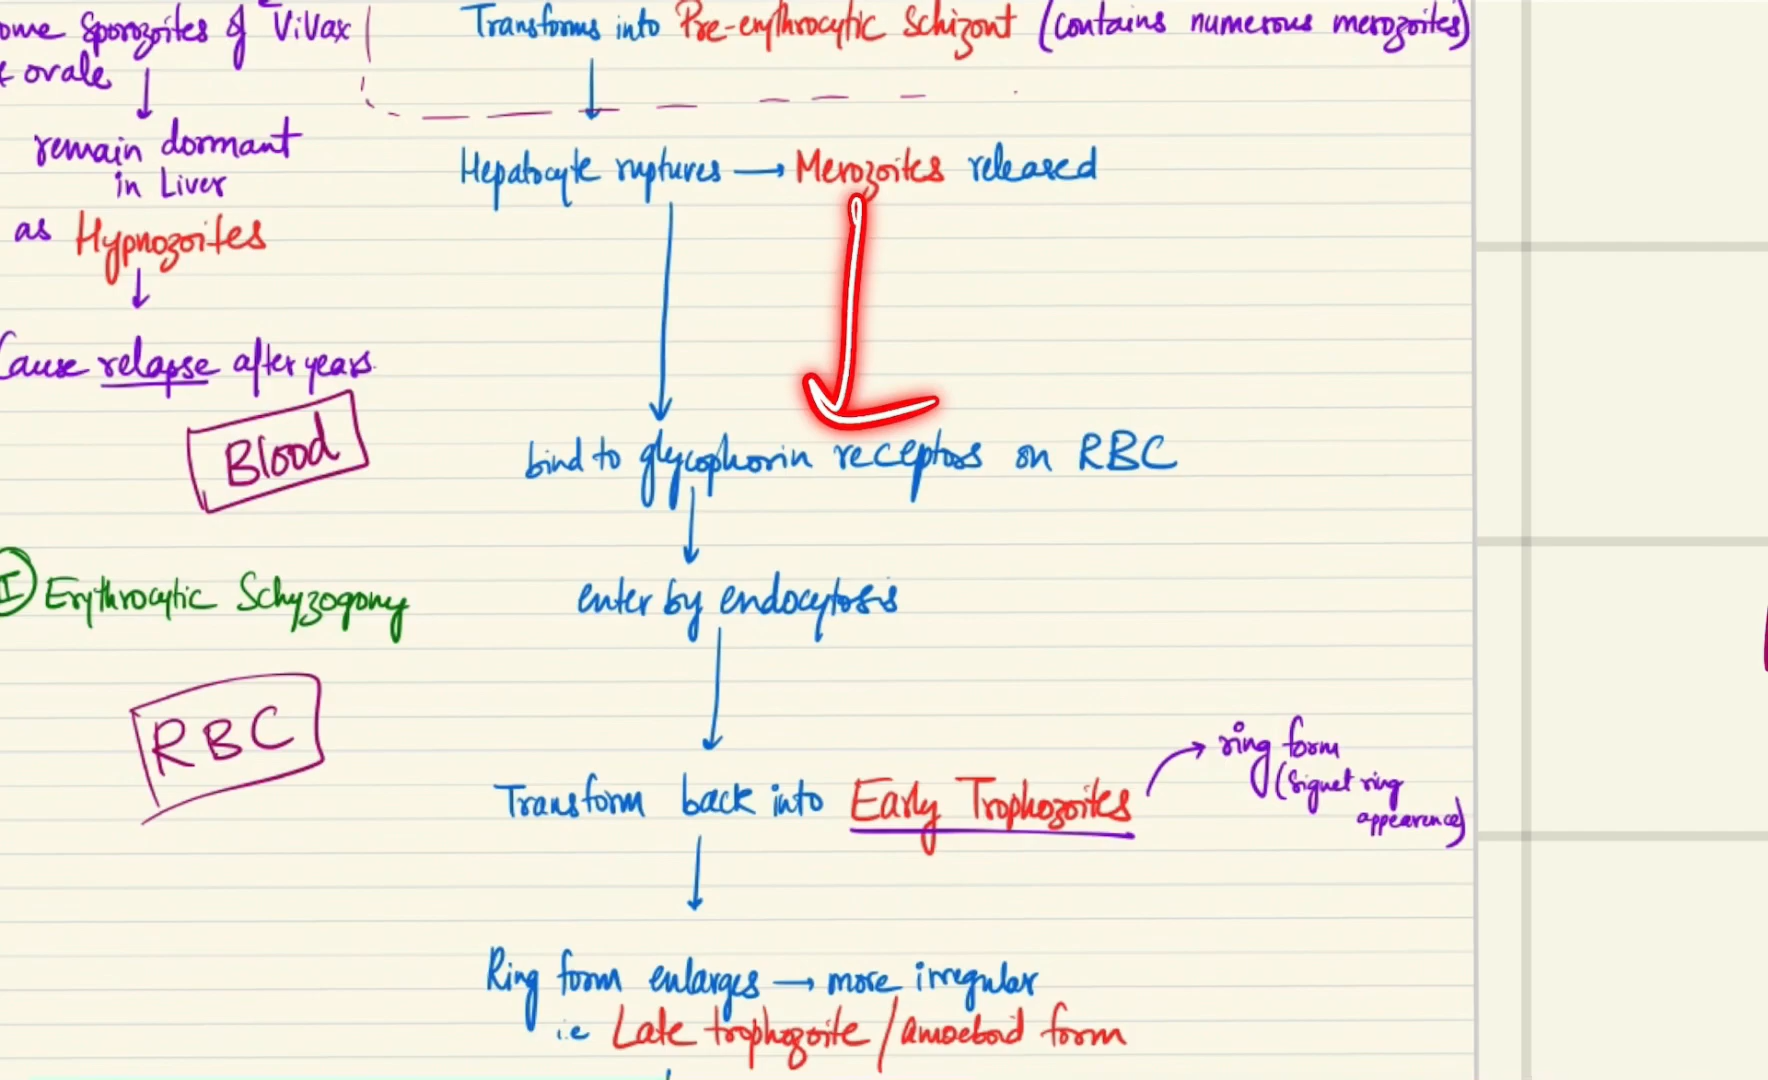 ome Sporozoites of Vivax
& ovale
remain dormant
in Liver
as Hypnozoites
Cause relapse after years.
Blood
I Erythrocytic Schyzogony
RBC
Transforms into Pre-erythrocytic Schizont (contains numerous merozoites)
Hepatocyte ruptures → Merozoites released
bind to glycophorin receptors on RBC
enter by endocytosis
Transform back into Early Trophozoites
ring form
(Signet ring
appearence)
Ring form enlarges → more irregular
i.e Late trophozoite / amoeboid form